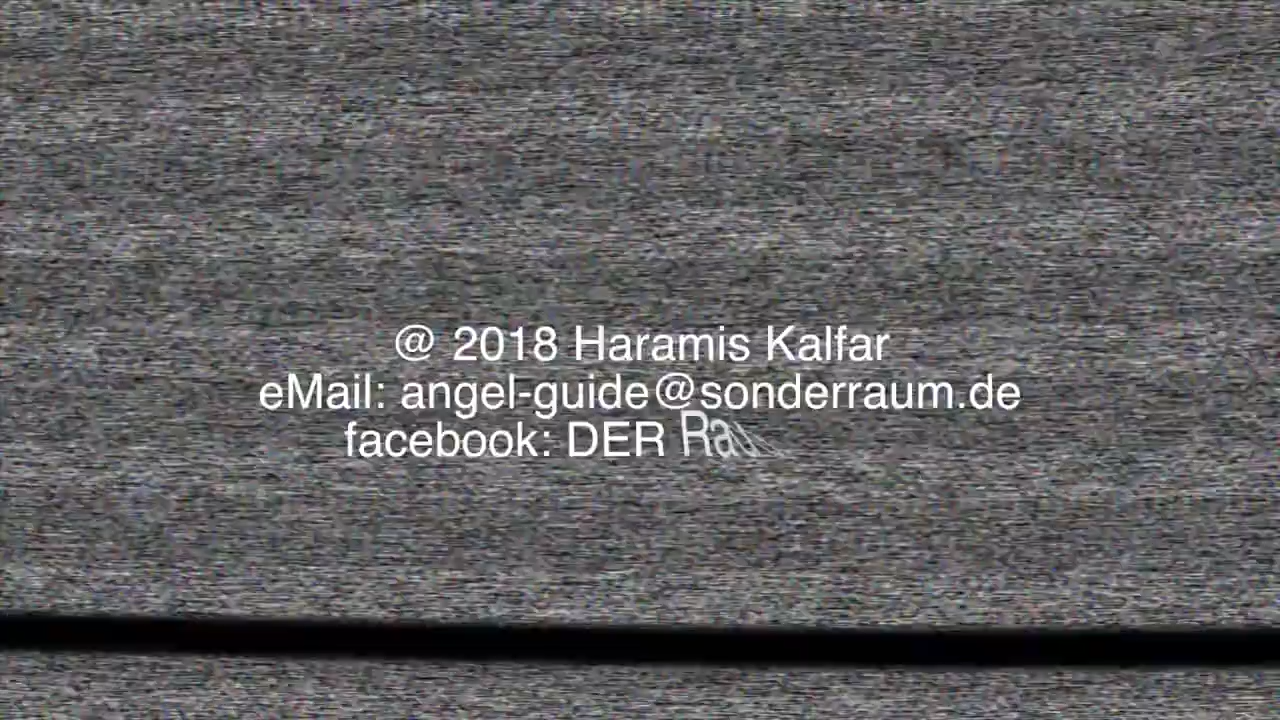 @ 2018 Haramis Kalfar
eMail: angel-guide@sonderraum.de
facebook: DER